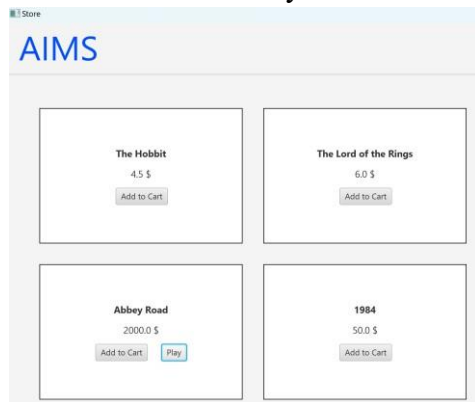 Store
AIMS
The Hobbit
4.5 $
Add to Cart
The Lord of the Rings
6.0 $
Add to Cart
Abbey Road
2000.0 $
Add to Cart Play
1984
50.0 $
Add to Cart